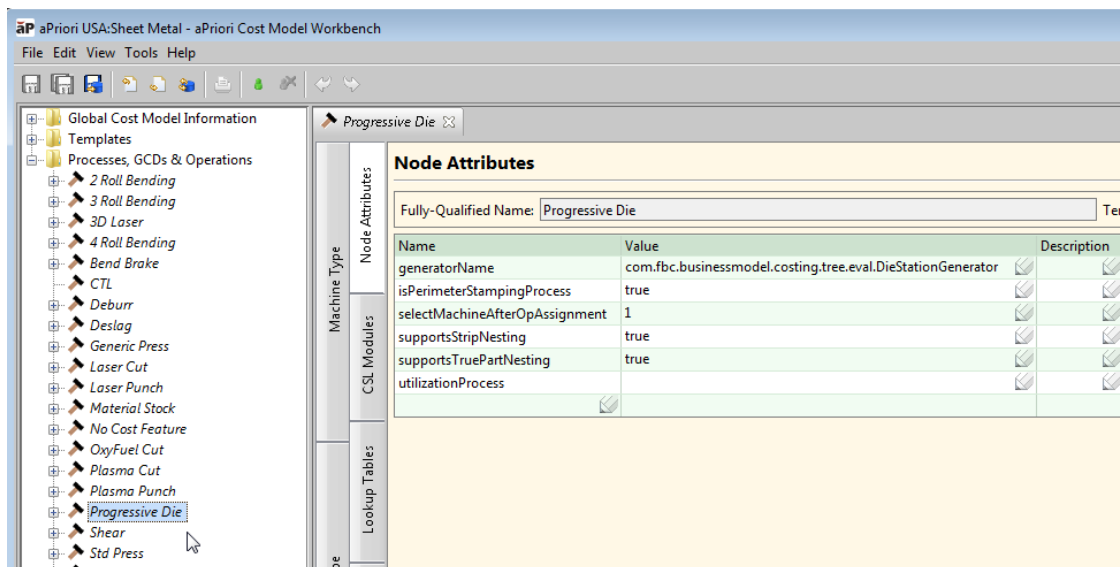 aP aPriori USA:Sheet Metal - aPriori Cost Model Workbench
File Edit View Tools Help
Global Cost Model Information
Templates
Processes, GCDs & Operations
2 Roll Bending
3 Roll Bending
3D Laser
4 Roll Bending
Bend Brake
CTL
Deburr
Deslag
Generic Press
Laser Cut
Laser Punch
Material Stock
No Cost Feature
OxyFuel Cut
Plasma Cut
Plasma Punch
Progressive Die
Shear
Std Press
Progressive Die
Machine Type
Node Attributes
CSL Modules
Lookup Tables
Node Attributes
Fully-Qualified Name: Progressive Die
Name Value Description
generatorName com.fbc.businessmodel.costing.tree.eval.DieStationGenerator
isPerimeterStampingProcess true
selectMachineAfterOpAssignment 1
supportsStripNesting true
supportsTruePartNesting true
utilizationProcess